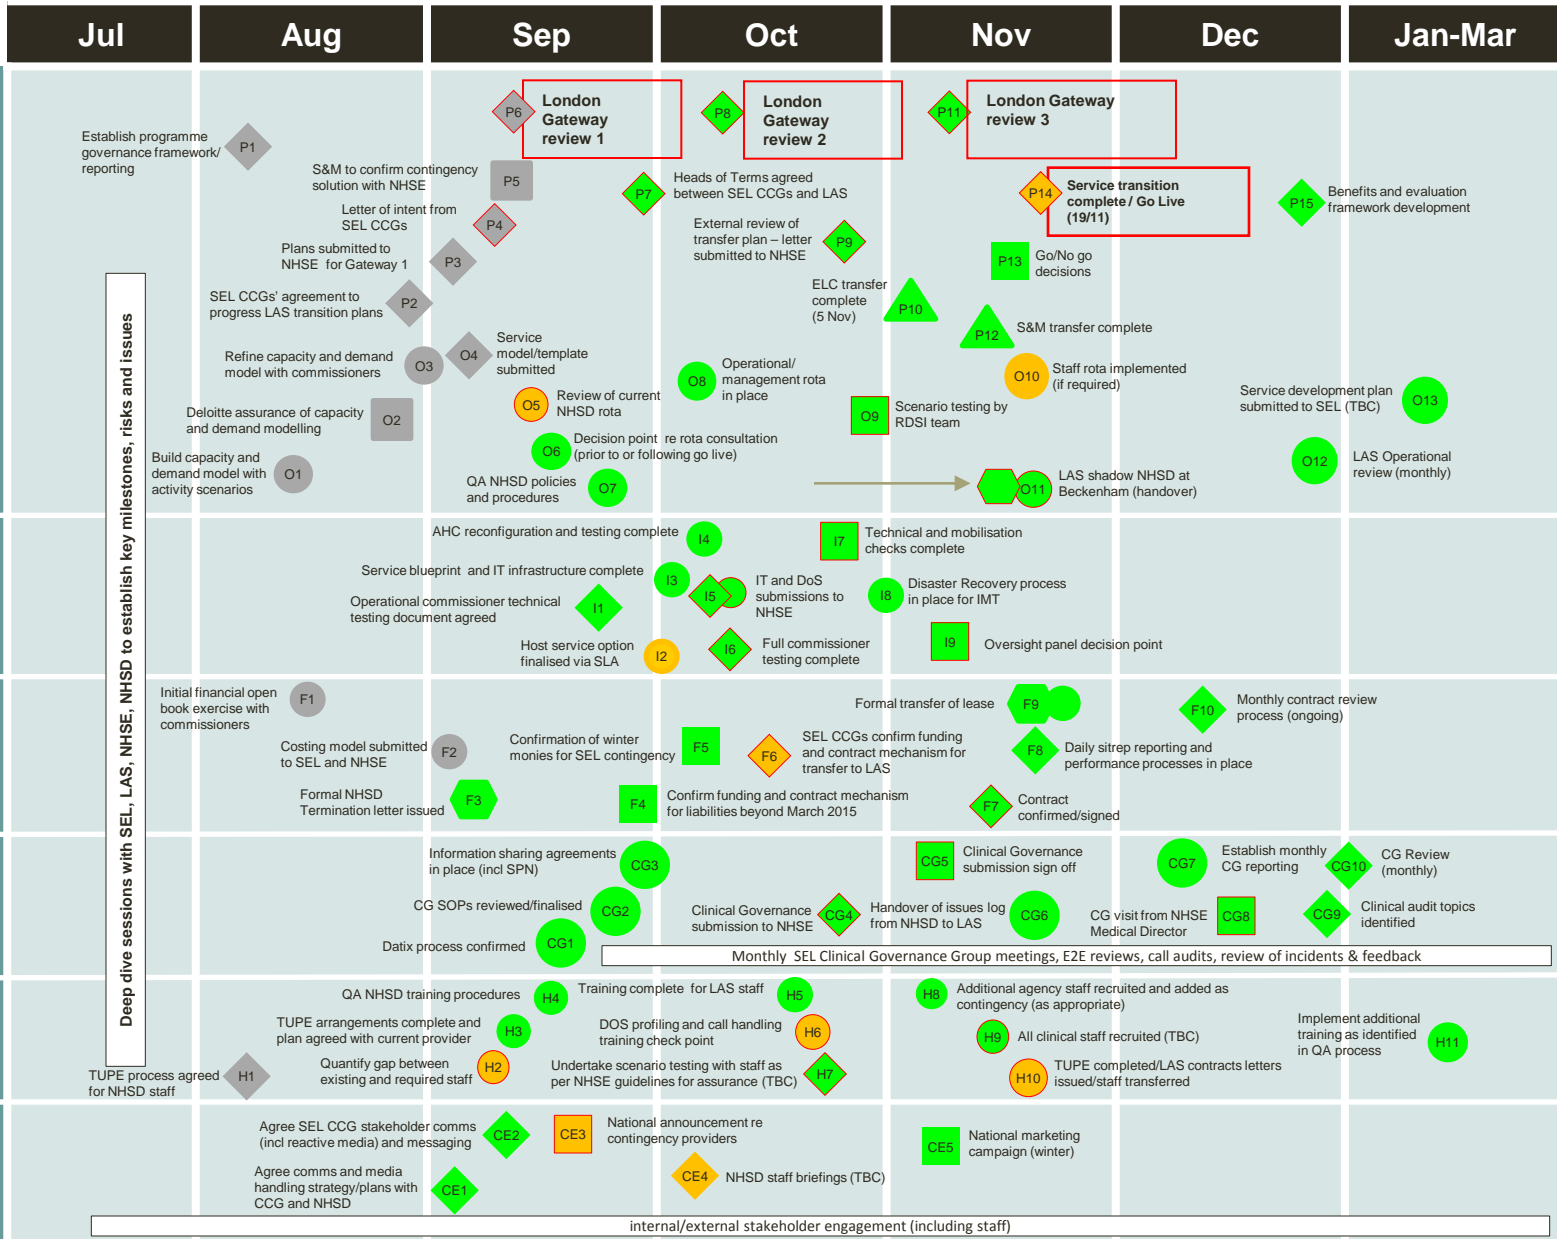 Jul
Aug
Sep
Oct
Nov
Dec
Jan-Mar
Deep dive sessions with SEL, LAS, NHSE, NHSD to establish key milestones, risks and issues
Establish programme
governance framework/
reporting
P1
P6
London
Gateway
review 1
P8
London
Gateway
review 2
P11
London Gateway
review 3
S&M to confirm contingency
solution with NHSE
P5
P7
Heads of Terms agreed
between SEL CCGs and LAS
P14
Service transition
complete / Go Live
(19/11)
P15
Benefits and evaluation
framework development
Letter of intent from
SEL CCGs
P4
External review of
transfer plan – letter
submitted to NHSE
P9
Plans submitted to
NHSE for Gateway 1
P3
P13
Go/No go
decisions
SEL CCGs' agreement to
progress LAS transition plans
P2
ELC transfer
complete
(5 Nov)
P10
P12
S&M transfer complete
Refine capacity and demand
model with commissioners
O3
O4
Service
model/template
submitted
O8
Operational/
management rota
in place
O10
Staff rota implemented
(if required)
Deloitte assurance of capacity
and demand modelling
O2
O5
Review of current
NHSD rota
O9
Scenario testing by
RDSI team
Service development plan
submitted to SEL (TBC)
O13
Build capacity and
demand model with
activity scenarios
O1
O6
Decision point re rota consultation
(prior to or following go live)
QA NHSD policies
and procedures
O7
O11
LAS shadow NHSD at
Beckenham (handover)
O12
LAS Operational
review (monthly)
AHC reconfiguration and testing complete
I4
I7
Technical and mobilisation
checks complete
Service blueprint and IT infrastructure complete
I3
I5
IT and DoS
submissions to
NHSE
I8
Disaster Recovery process
in place for IMT
Operational commissioner technical
testing document agreed
I1
Host service option
finalised via SLA
I2
I6
Full commissioner
testing complete
I9
Oversight panel decision point
Initial financial open
book exercise with
commissioners
F1
Formal transfer of lease
F9
F10
Monthly contract review
process (ongoing)
Costing model submitted
to SEL and NHSE
F2
Confirmation of winter
monies for SEL contingency
F5
F6
SEL CCGs confirm funding
and contract mechanism for
transfer to LAS
F8
Daily sitrep reporting and
performance processes in place
Formal NHSD
Termination letter issued
F3
F4
Confirm funding and contract mechanism
for liabilities beyond March 2015
F7
Contract
confirmed/signed
Information sharing agreements
in place (incl SPN)
CG3
CG5
Clinical Governance
submission sign off
CG7
Establish monthly
CG reporting
CG10
CG Review
(monthly)
CG SOPs reviewed/finalised
CG2
Clinical Governance
submission to NHSE
CG4
Handover of issues log
from NHSD to LAS
CG6
CG visit from NHSE
Medical Director
CG8
CG9
Clinical audit topics
identified
Datix process confirmed
CG1
Monthly SEL Clinical Governance Group meetings, E2E reviews, call audits, review of incidents & feedback
QA NHSD training procedures
H4
Training complete for LAS staff
H5
H8
Additional agency staff recruited and added as
contingency (as appropriate)
TUPE arrangements complete and
plan agreed with current provider
H3
DOS profiling and call handling
training check point
H6
H9
All clinical staff recruited (TBC)
Implement additional
training as identified
in QA process
H11
TUPE process agreed
for NHSD staff
H1
Quantify gap between
existing and required staff
H2
Undertake scenario testing with staff as
per NHSE guidelines for assurance (TBC)
H7
H10
TUPE completed/LAS contracts letters
issued/staff transferred
Agree SEL CCG stakeholder comms
(incl reactive media) and messaging
CE2
CE3
National announcement re
contingency providers
CE5
National marketing
campaign (winter)
Agree comms and media
handling strategy/plans with
CCG and NHSD
CE1
CE4
NHSD staff briefings (TBC)
internal/external stakeholder engagement (including staff)